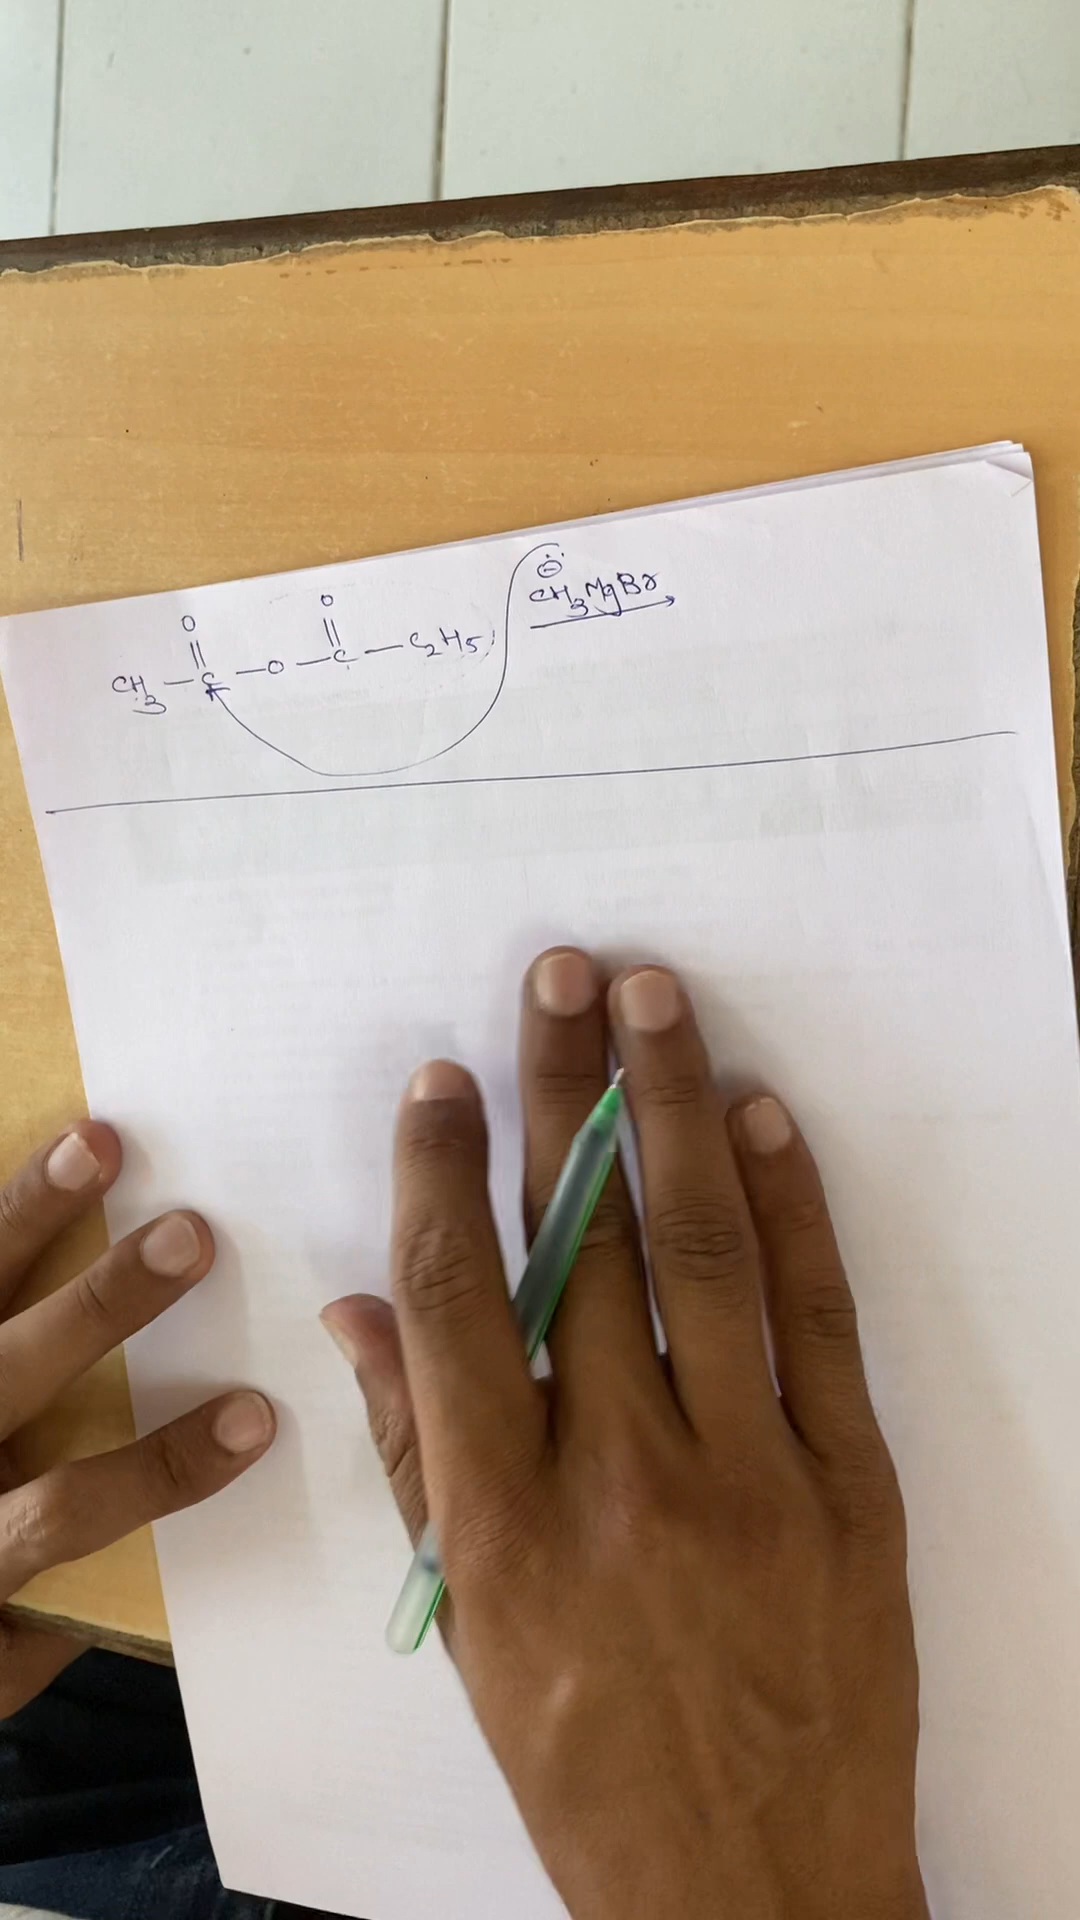 O O ⊖
CH₃ — C — O — C — C₂H₅ CH₃MgBr